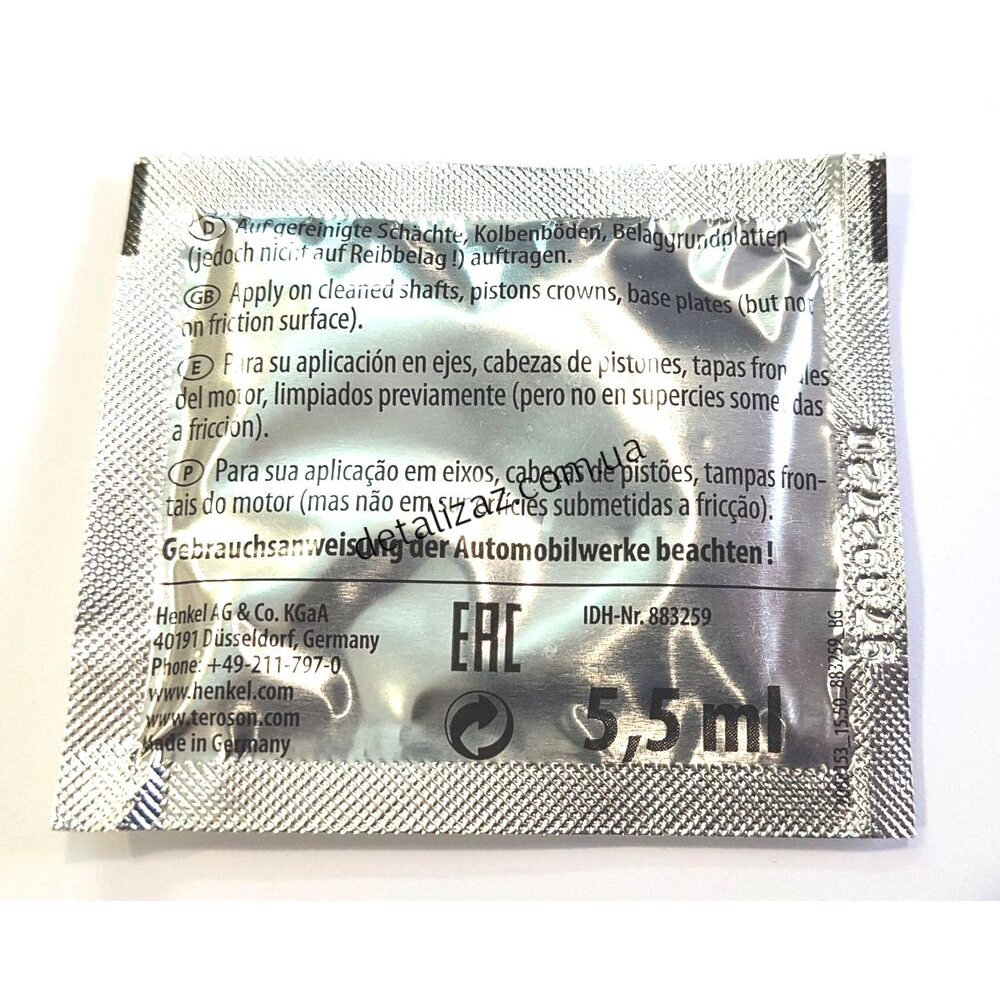 D Auf gereinigte Schächte, Kolbenböden, Belaggrundplatten
(jedoch nicht auf Reibbelag !) auftragen.
GB Apply on cleaned shafts, pistons crowns, base plates (but not
on friction surface).
E Para su aplicación en ejes, cabezas de pistones, tapas frontales
del motor, limpiados previamente (pero no en supercies sometidas
a friccion).
P Para sua aplicação em eixos, cabeças de pistões, tampas fron-
tais do motor (mas não em superficies submetidas a fricção).
detalizaz.com.ua
Gebrauchsanweisung der Automobilwerke beachten!
Henkel AG & Co. KGaA
40191 Düsseldorf, Germany
Phone: +49-211-797-0
www.henkel.com
www.teroson.com
Made in Germany
EAC
IDH-Nr. 883259
5,5 ml
15.50_883259_BG